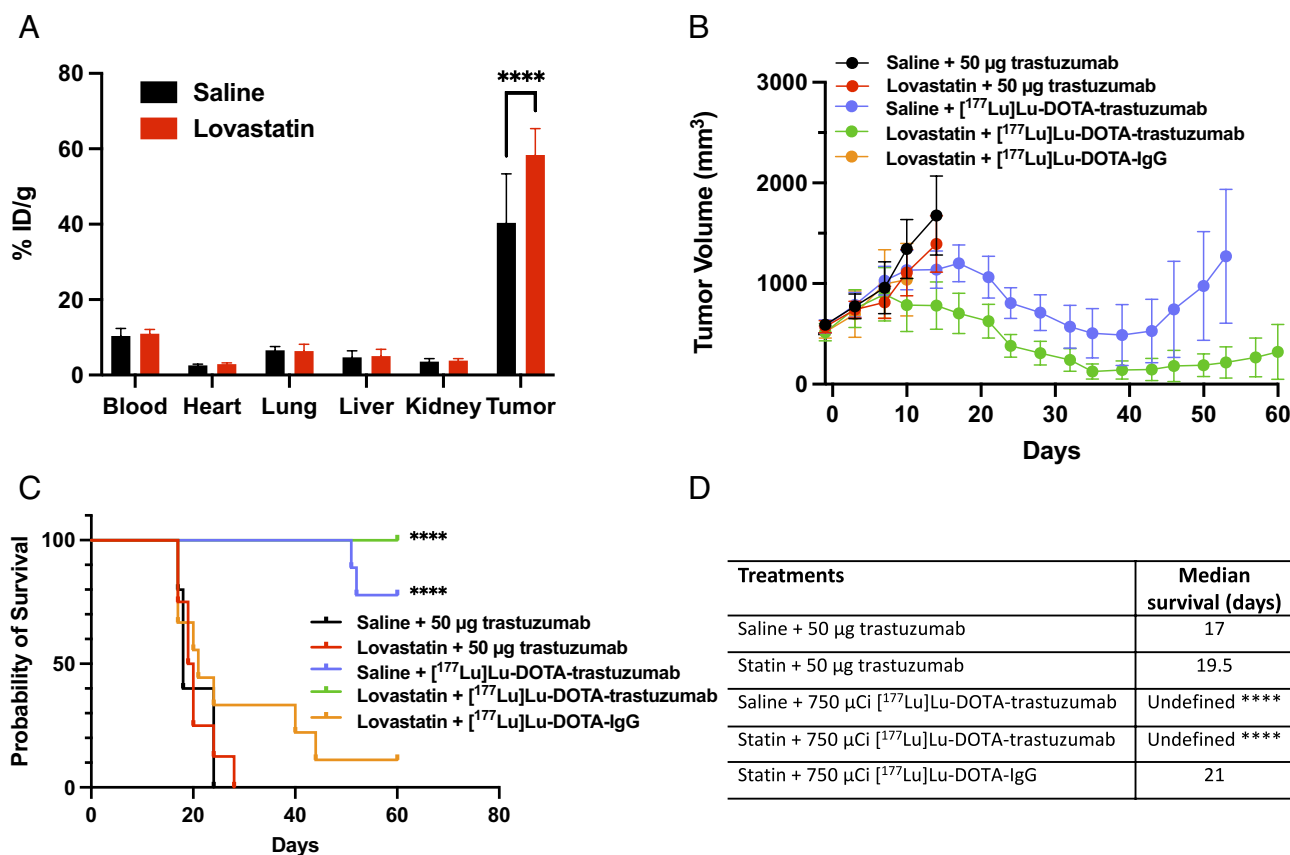 A
80
60
40
20
0
% ID/g
Saline
Lovastatin
****
Blood Heart Lung Liver Kidney Tumor
B
Saline + 50 µg trastuzumab
Lovastatin + 50 µg trastuzumab
Saline + [¹⁷⁷Lu]Lu-DOTA-trastuzumab
Lovastatin + [¹⁷⁷Lu]Lu-DOTA-trastuzumab
Lovastatin + [¹⁷⁷Lu]Lu-DOTA-IgG
3000
2000
1000
0
Tumor Volume (mm³)
0 10 20 30 40 50 60
Days
C
100
50
0
Probability of Survival
****
****
Saline + 50 µg trastuzumab
Lovastatin + 50 µg trastuzumab
Saline + [¹⁷⁷Lu]Lu-DOTA-trastuzumab
Lovastatin + [¹⁷⁷Lu]Lu-DOTA-trastuzumab
Lovastatin + [¹⁷⁷Lu]Lu-DOTA-IgG
0 20 40 60 80
Days
D
Treatments Median
survival (days)
Saline + 50 µg trastuzumab 17
Statin + 50 µg trastuzumab 19.5
Saline + 750 µCi [¹⁷⁷Lu]Lu-DOTA-trastuzumab Undefined ****
Statin + 750 µCi [¹⁷⁷Lu]Lu-DOTA-trastuzumab Undefined ****
Statin + 750 µCi [¹⁷⁷Lu]Lu-DOTA-IgG 21